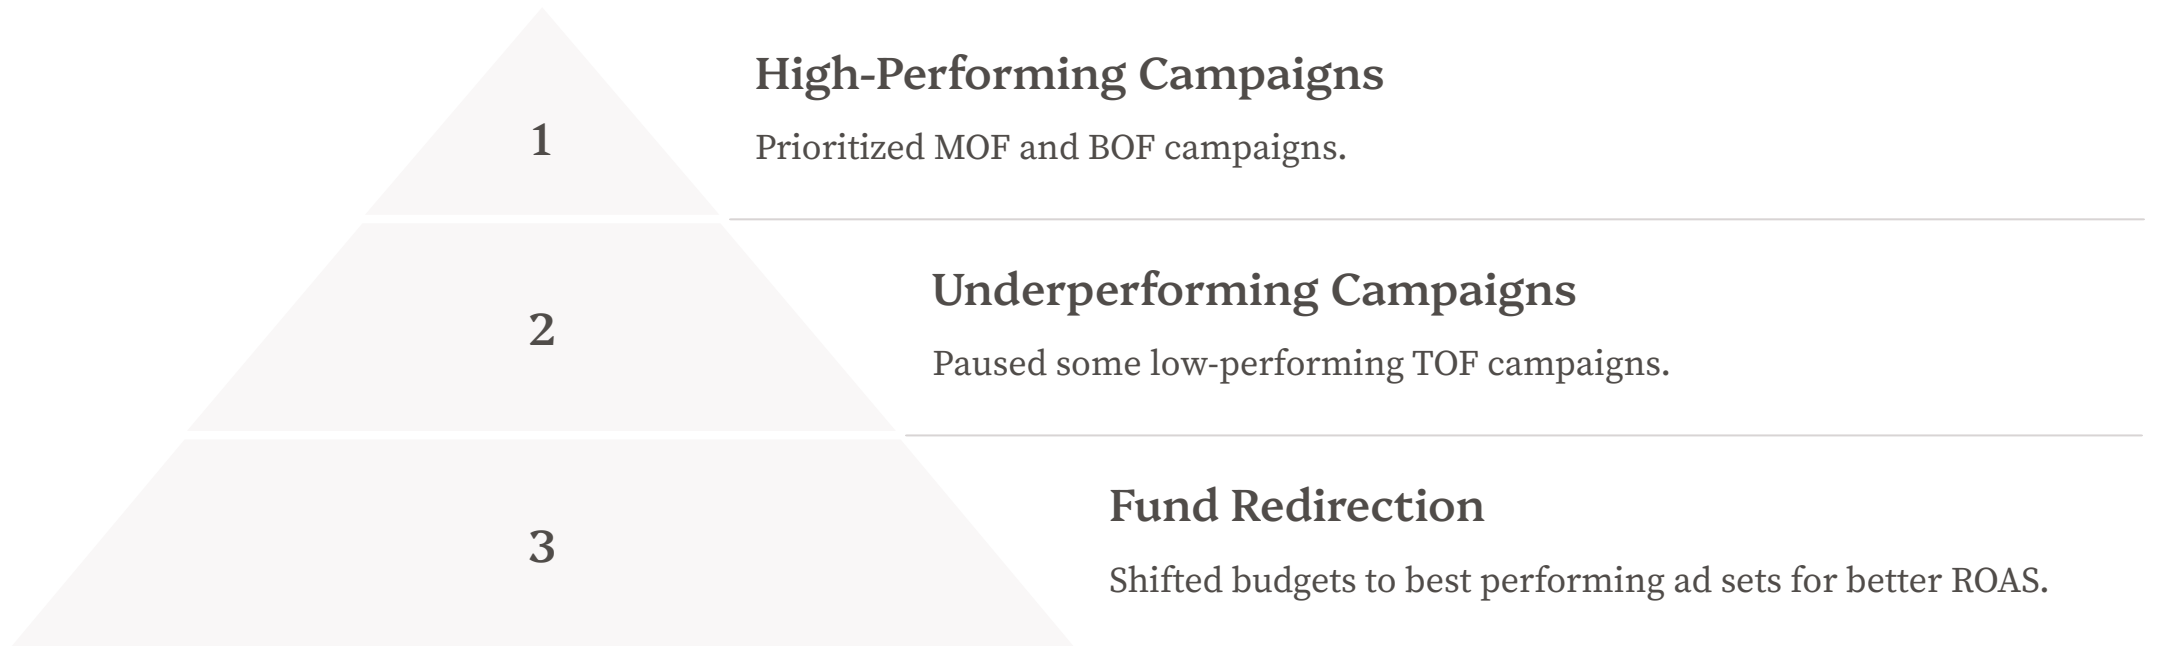 1
High-Performing Campaigns
Prioritized MOF and BOF campaigns.
2
Underperforming Campaigns
Paused some low-performing TOF campaigns.
3
Fund Redirection
Shifted budgets to best performing ad sets for better ROAS.